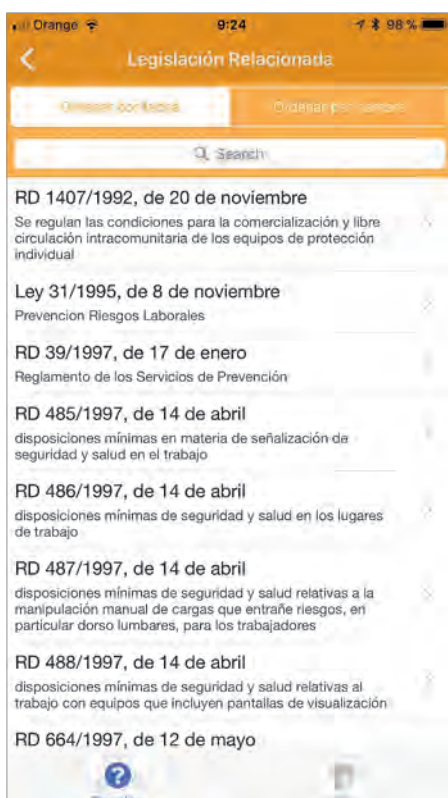 Orange 9:24 98 %
Legislación Relacionada
Ordenar por fecha Ordenar por
Search
RD 1407/1992, de 20 de noviembre
Se regulan las condiciones para la comercialización y libre
circulación intracomunitaria de los equipos de protección
individual
Ley 31/1995, de 8 de noviembre
Prevencion Riesgos Laborales
RD 39/1997, de 17 de enero
Reglamento de los Servicios de Prevención
RD 485/1997, de 14 de abril
disposiciones mínimas en materia de señalización de
seguridad y salud en el trabajo
RD 486/1997, de 14 de abril
disposiciones mínimas de seguridad y salud en los lugares
de trabajo
RD 487/1997, de 14 de abril
disposiciones mínimas de seguridad y salud relativas a la
manipulación manual de cargas que entrañe riesgos, en
particular dorso lumbares, para los trabajadores
RD 488/1997, de 14 de abril
disposiciones mínimas de seguridad y salud relativas al
trabajo con equipos que incluyen pantallas de visualización
RD 664/1997, de 12 de mayo